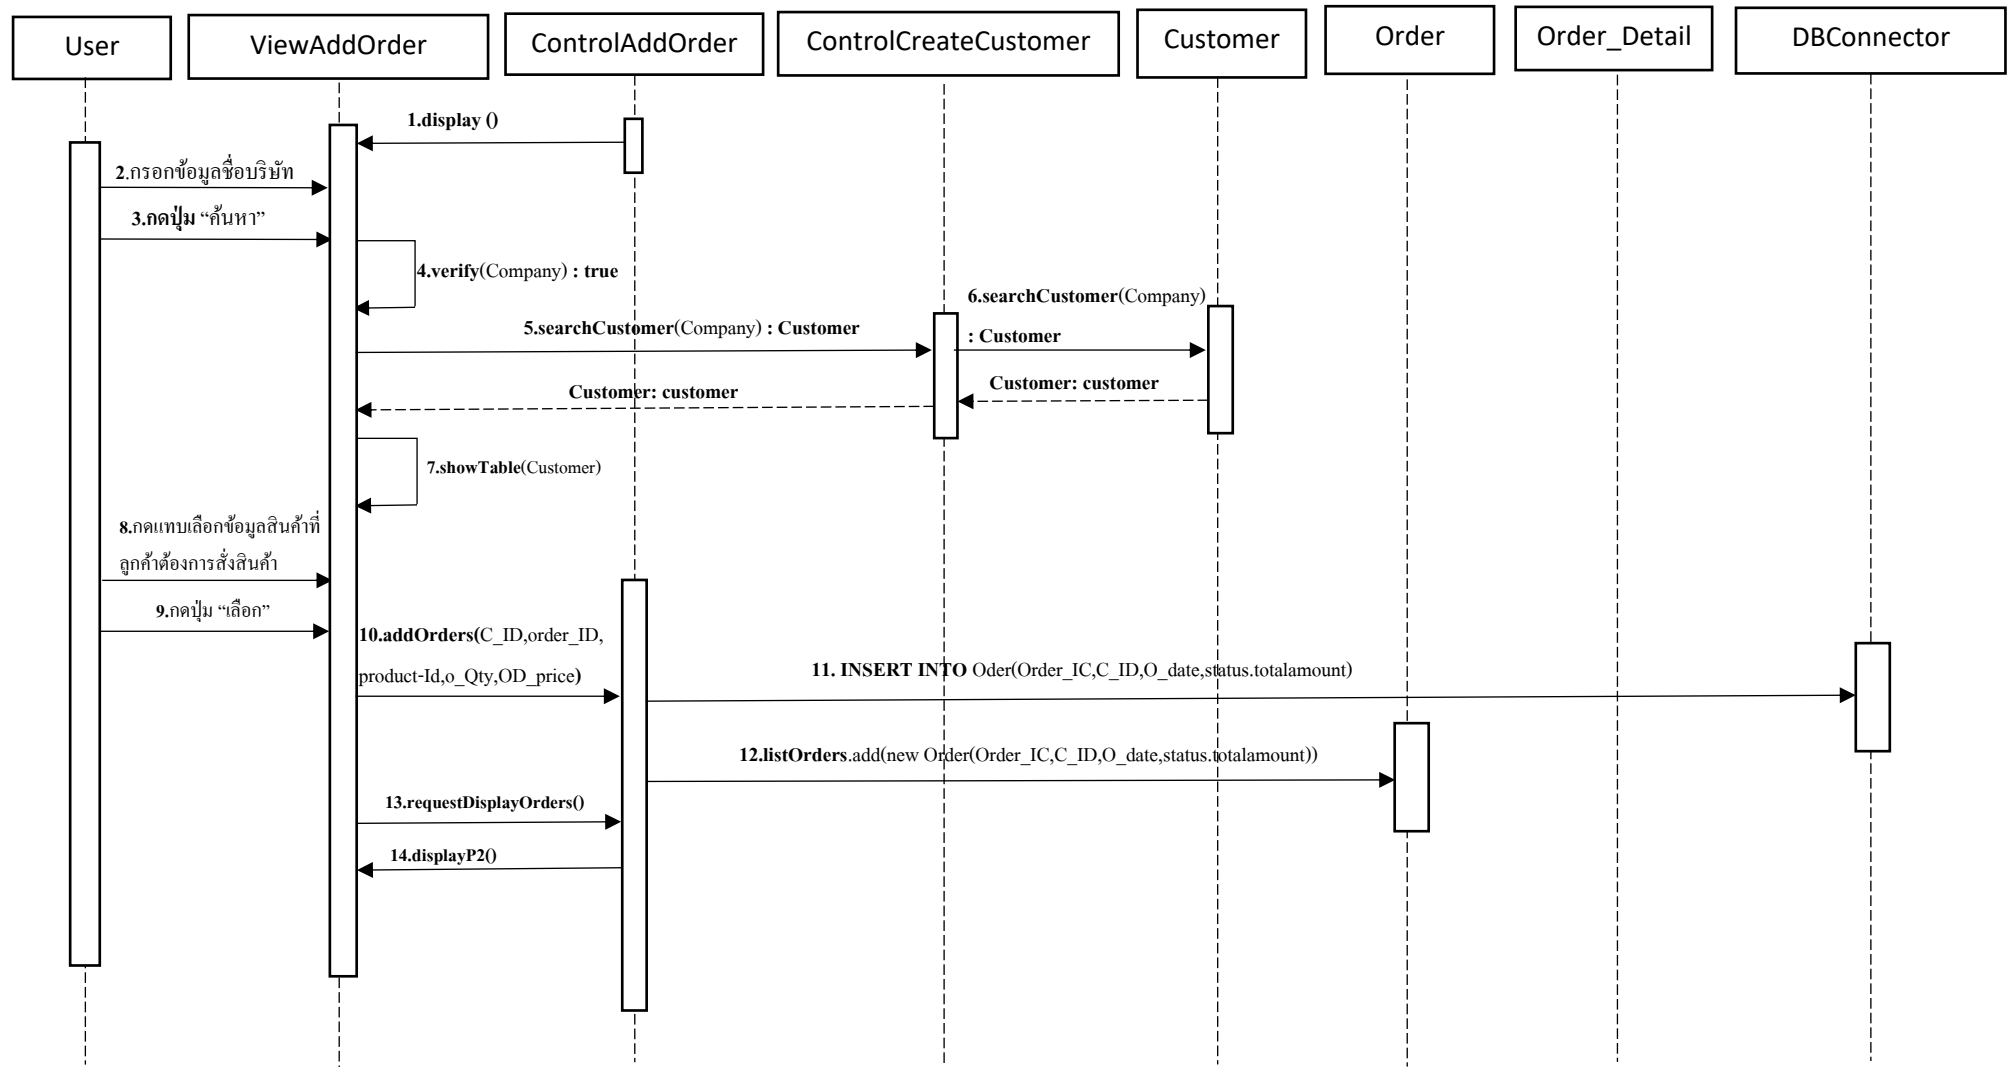 User
ViewAddOrder
ControlAddOrder
ControlCreateCustomer
Customer
Order
Order_Detail
DBConnector
1.display ()
2.กรอกข้อมูลชื่อบริษัท
3.กดปุ่ม “ค้นหา”
4.verify(Company) : true
6.searchCustomer(Company)
: Customer
5.searchCustomer(Company) : Customer
Customer: customer
Customer: customer
7.showTable(Customer)
8.กดแทบเลือกข้อมูลสินค้าที่
ลูกค้าต้องการสั่งสินค้า
9.กดปุ่ม “เลือก”
10.addOrders(C_ID,order_ID,
product-Id,o_Qty,OD_price)
11. INSERT INTO Oder(Order_IC,C_ID,O_date,status.totalamount)
12.listOrders.add(new Order(Order_IC,C_ID,O_date,status.totalamount))
13.requestDisplayOrders()
14.displayP2()